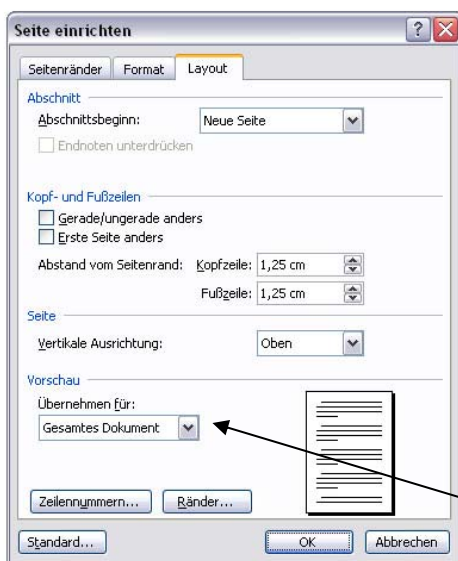 Seite einrichten
Seitenränder Format Layout
Abschnitt
Abschnittsbeginn: Neue Seite
Endnoten unterdrücken
Kopf- und Fußzeilen
Gerade/ungerade anders
Erste Seite anders
Abstand vom Seitenrand: Kopfzeile: 1,25 cm
Fußzeile: 1,25 cm
Seite
Vertikale Ausrichtung: Oben
Vorschau
Übernehmen für:
Gesamtes Dokument
Zeilennummern... Ränder...
Standard... OK Abbrechen